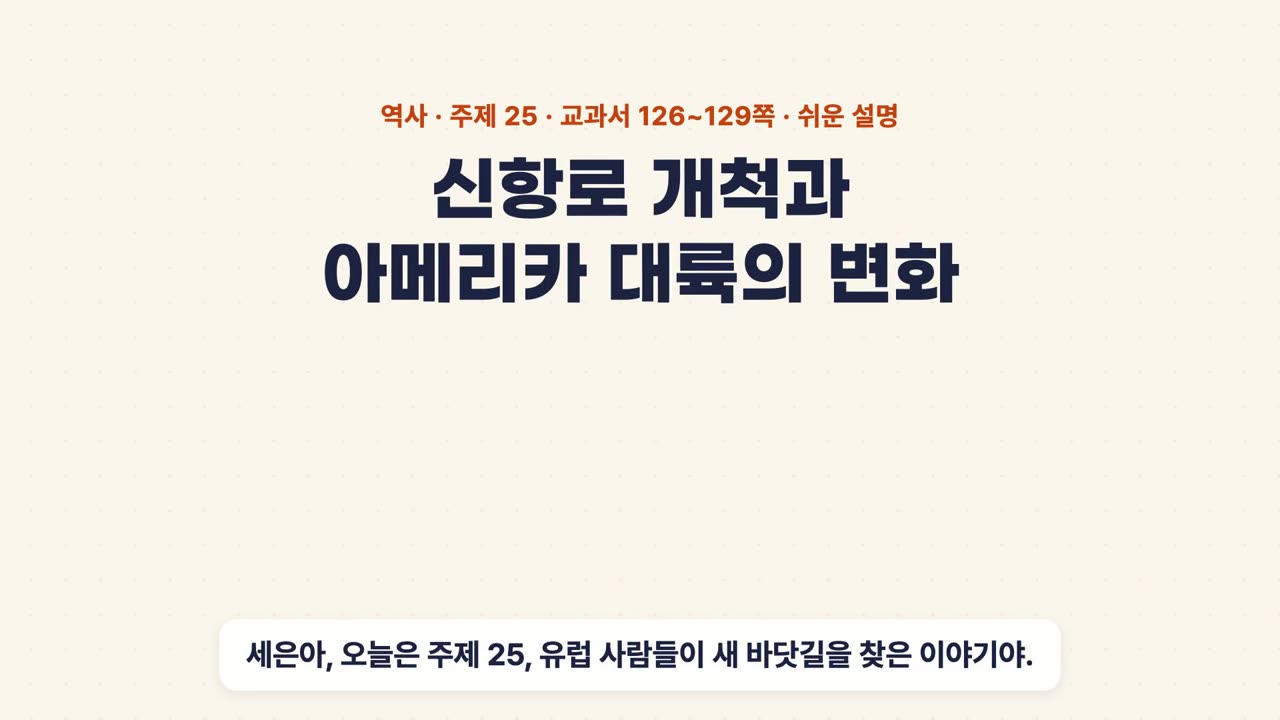 역사 · 주제 25 · 교과서 126~129쪽 · 쉬운 설명
신항로 개척과
아메리카 대륙의 변화
세은아, 오늘은 주제 25, 유럽 사람들이 새 바닷길을 찾은 이야기야.